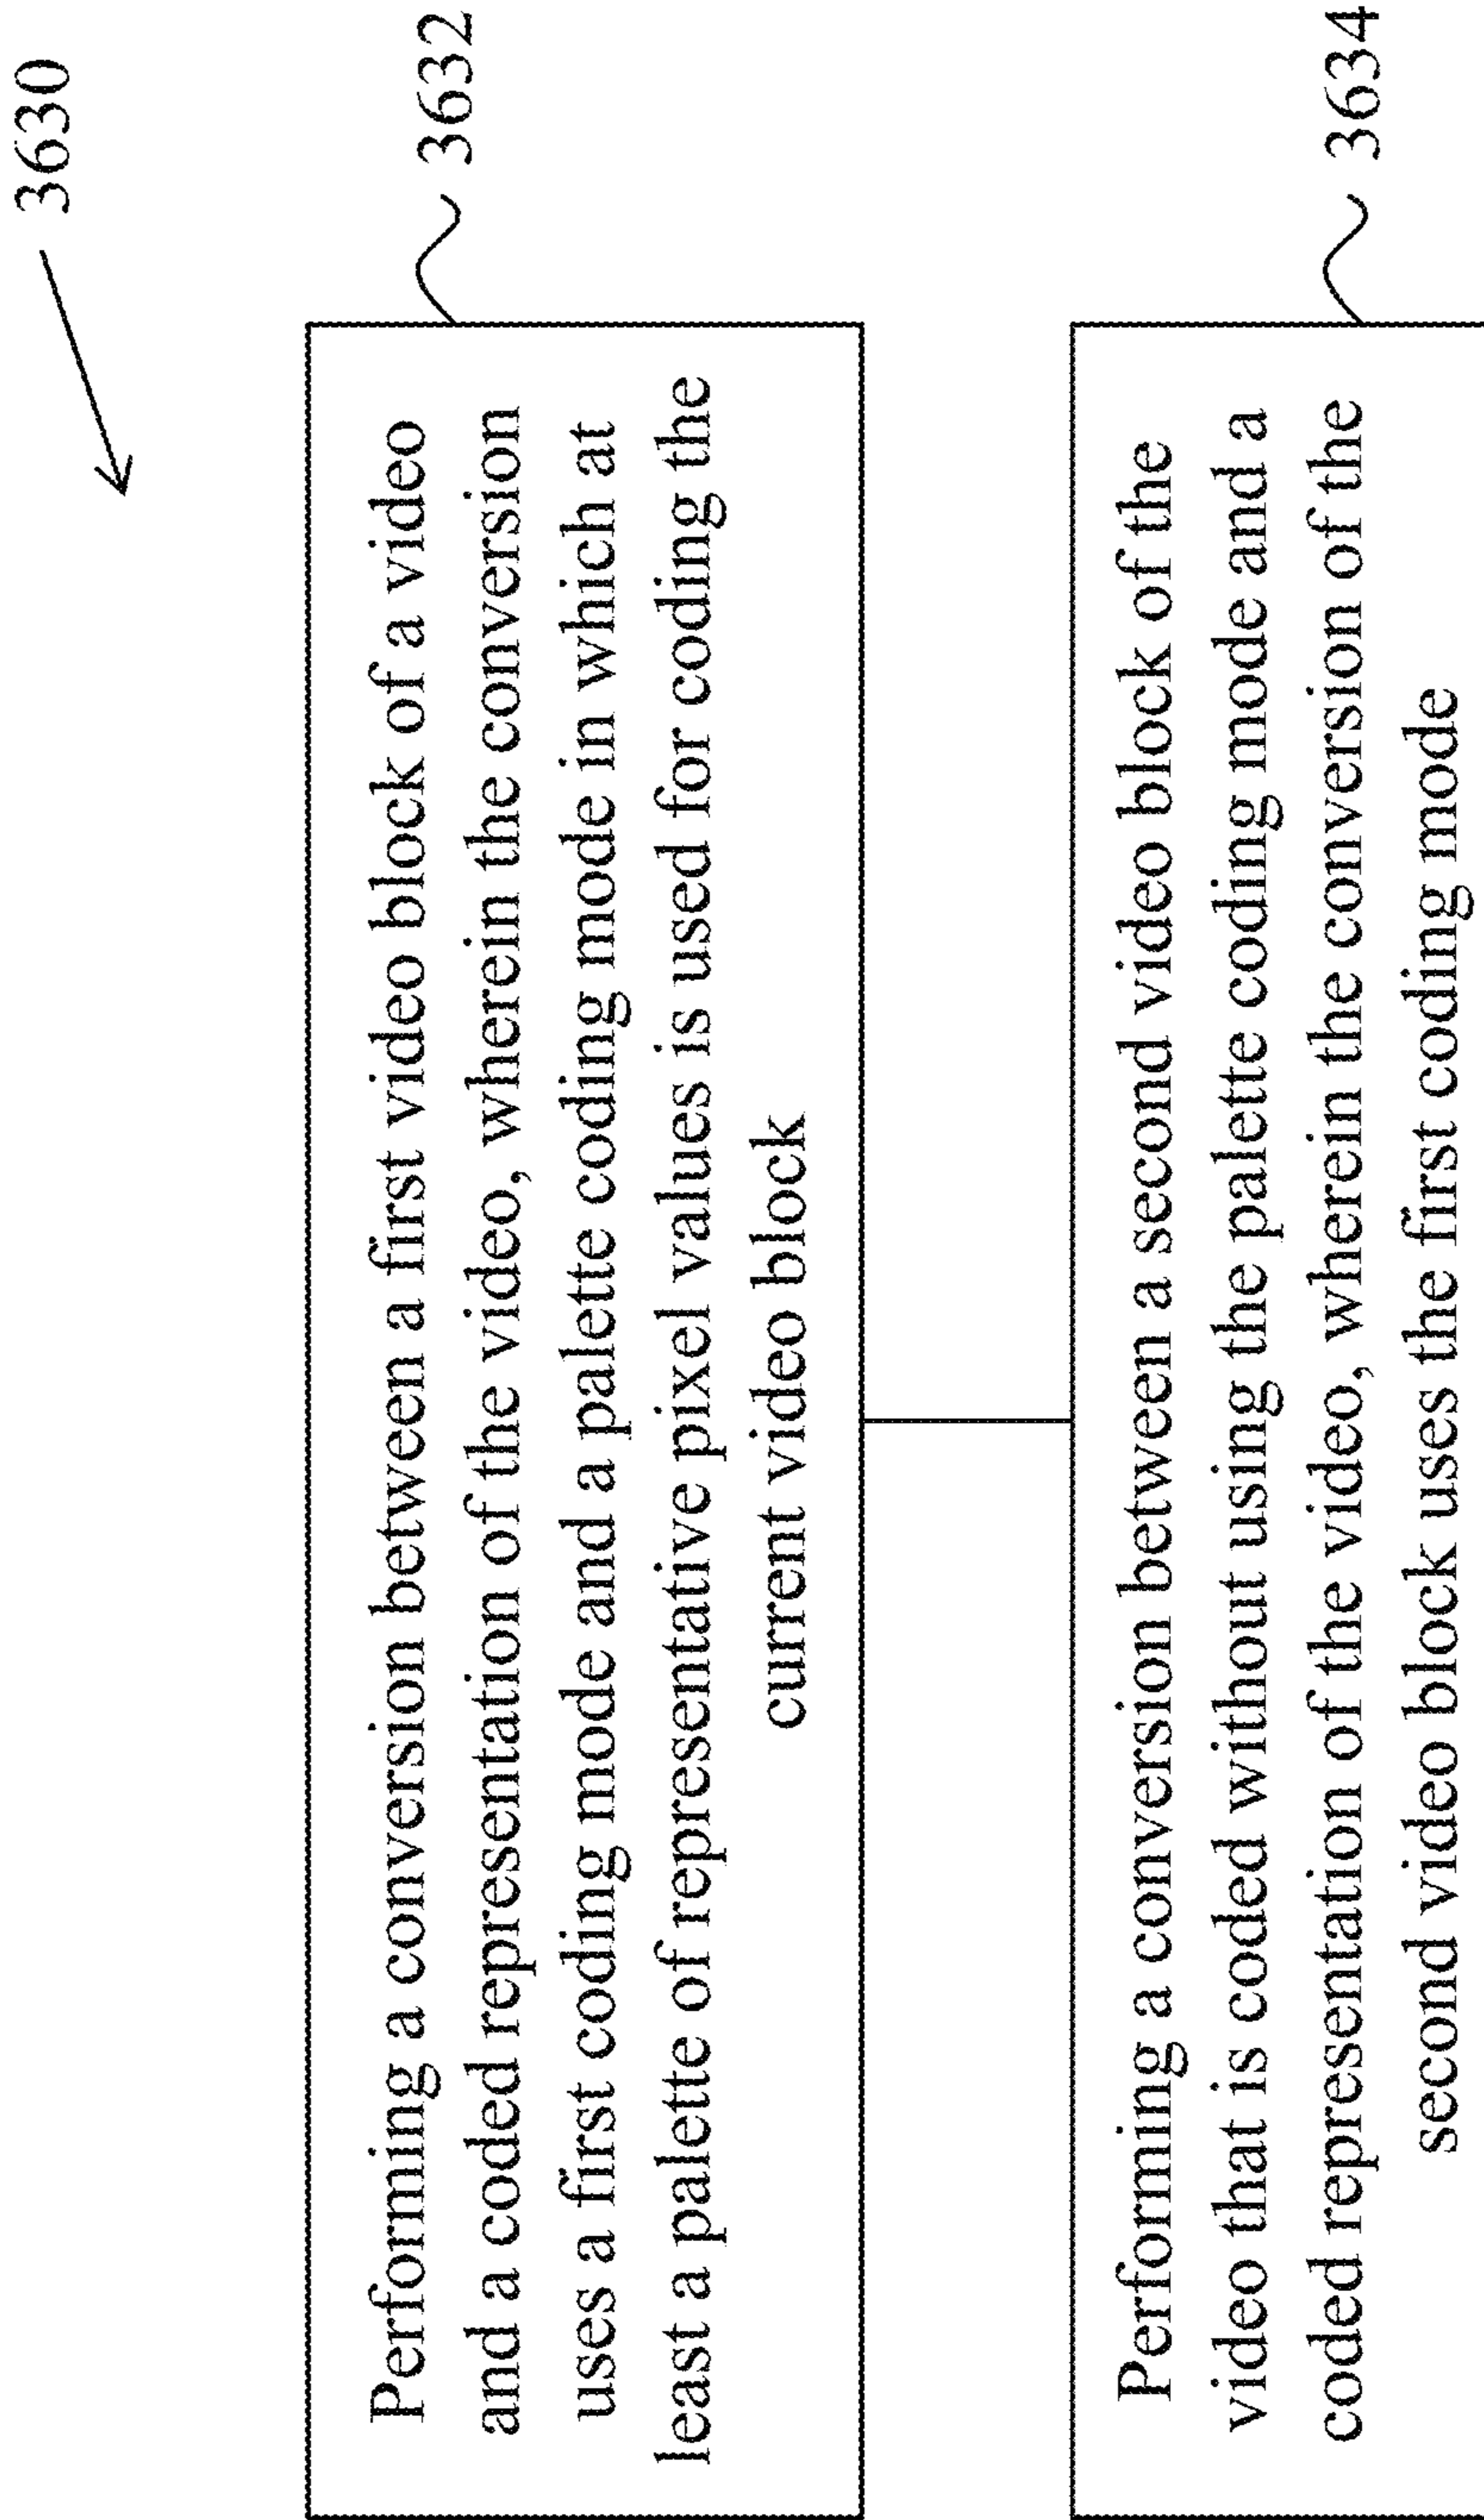 3630
Performing a conversion between a first video block of a video
and a coded representation of the video, wherein the conversion
uses a first coding mode and a palette coding mode in which at
least a palette of representative pixel values is used for coding the
current video block
3632
Performing a conversion between a second video block of the
video that is coded without using the palette coding mode and a
coded representation of the video, wherein the conversion of the
second video block uses the first coding mode
3634